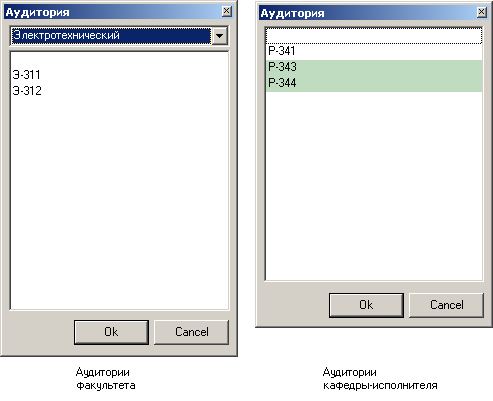 Аудитория
Электротехнический
Э-311
Э-312
Ok
Cancel
Аудитории
факультета
Аудитория
Р-341
Р-343
Р-344
Ok
Cancel
Аудитории
кафедры-исполнителя